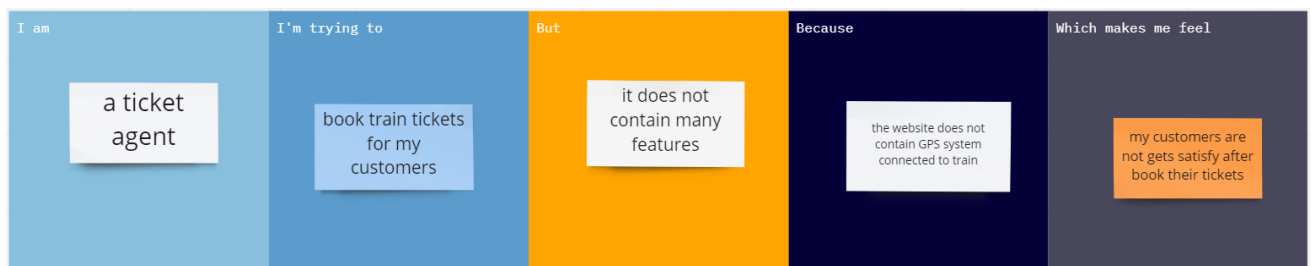 I am
a ticket
agent
I'm trying to
book train tickets
for my
customers
But
it does not
contain many
features
Because
the website does not
contain GPS system
connected to train
Which makes me feel
my customers are
not gets satisfy after
book their tickets